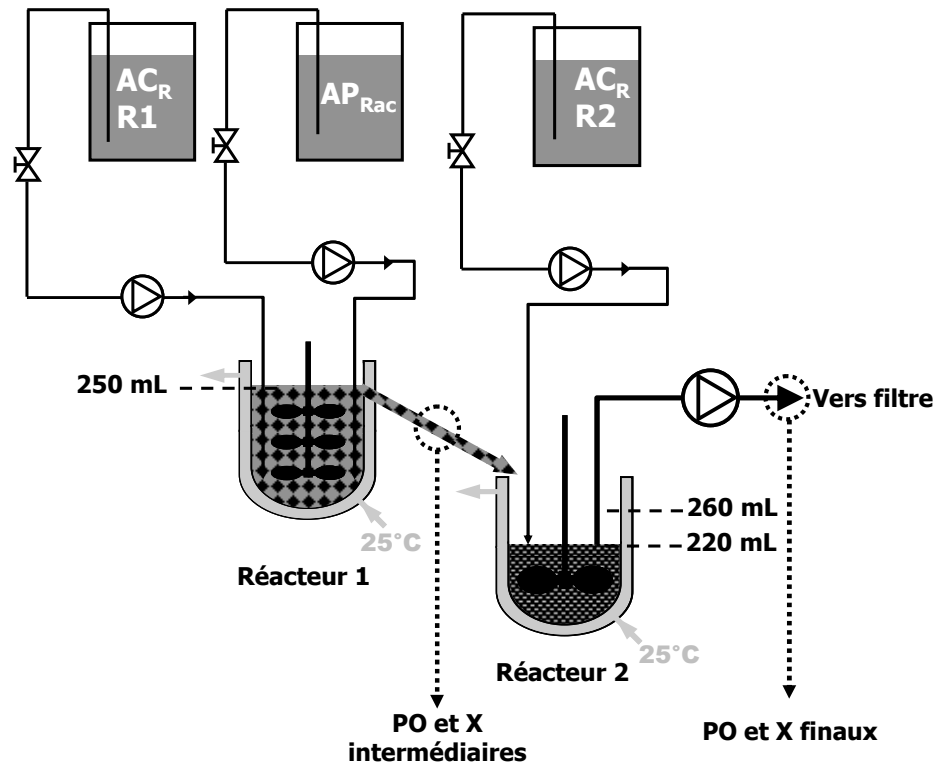 AC_R
R1
AP_Rac
AC_R
R2
250 mL
Vers filtre
260 mL
220 mL
25°C
Réacteur 1
25°C
Réacteur 2
PO et X
intermédiaires
PO et X finaux